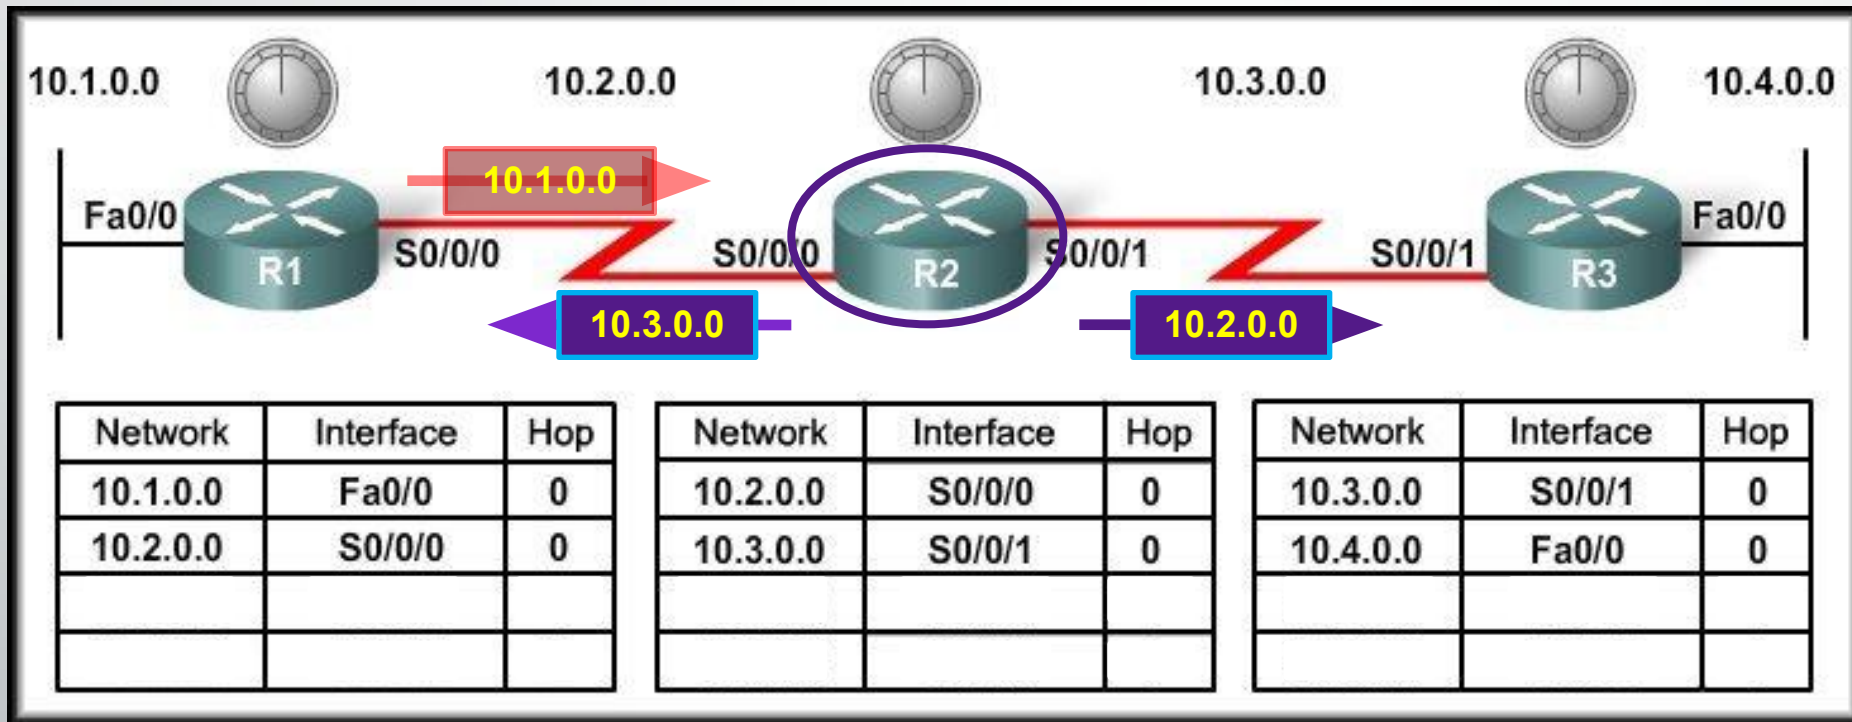 10.1.0.0 10.2.0.0 10.3.0.0 10.4.0.0
10.1.0.0
Fa0/0 S0/0/0 S0/0/0 S0/0/1 S0/0/1 Fa0/0
R1 R2 R3
10.3.0.0 10.2.0.0
Network Interface Hop
10.1.0.0 Fa0/0 0
10.2.0.0 S0/0/0 0
Network Interface Hop
10.2.0.0 S0/0/0 0
10.3.0.0 S0/0/1 0
Network Interface Hop
10.3.0.0 S0/0/1 0
10.4.0.0 Fa0/0 0